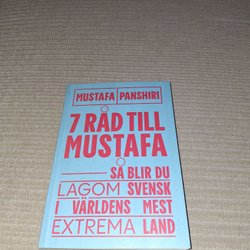 MUSTAFA PANSHIRI
7 RÅD TILL
MUSTAFA
SÅ BLIR DU
LAGOM SVENSK
I VÄRLDENS MEST
EXTREMA LAND